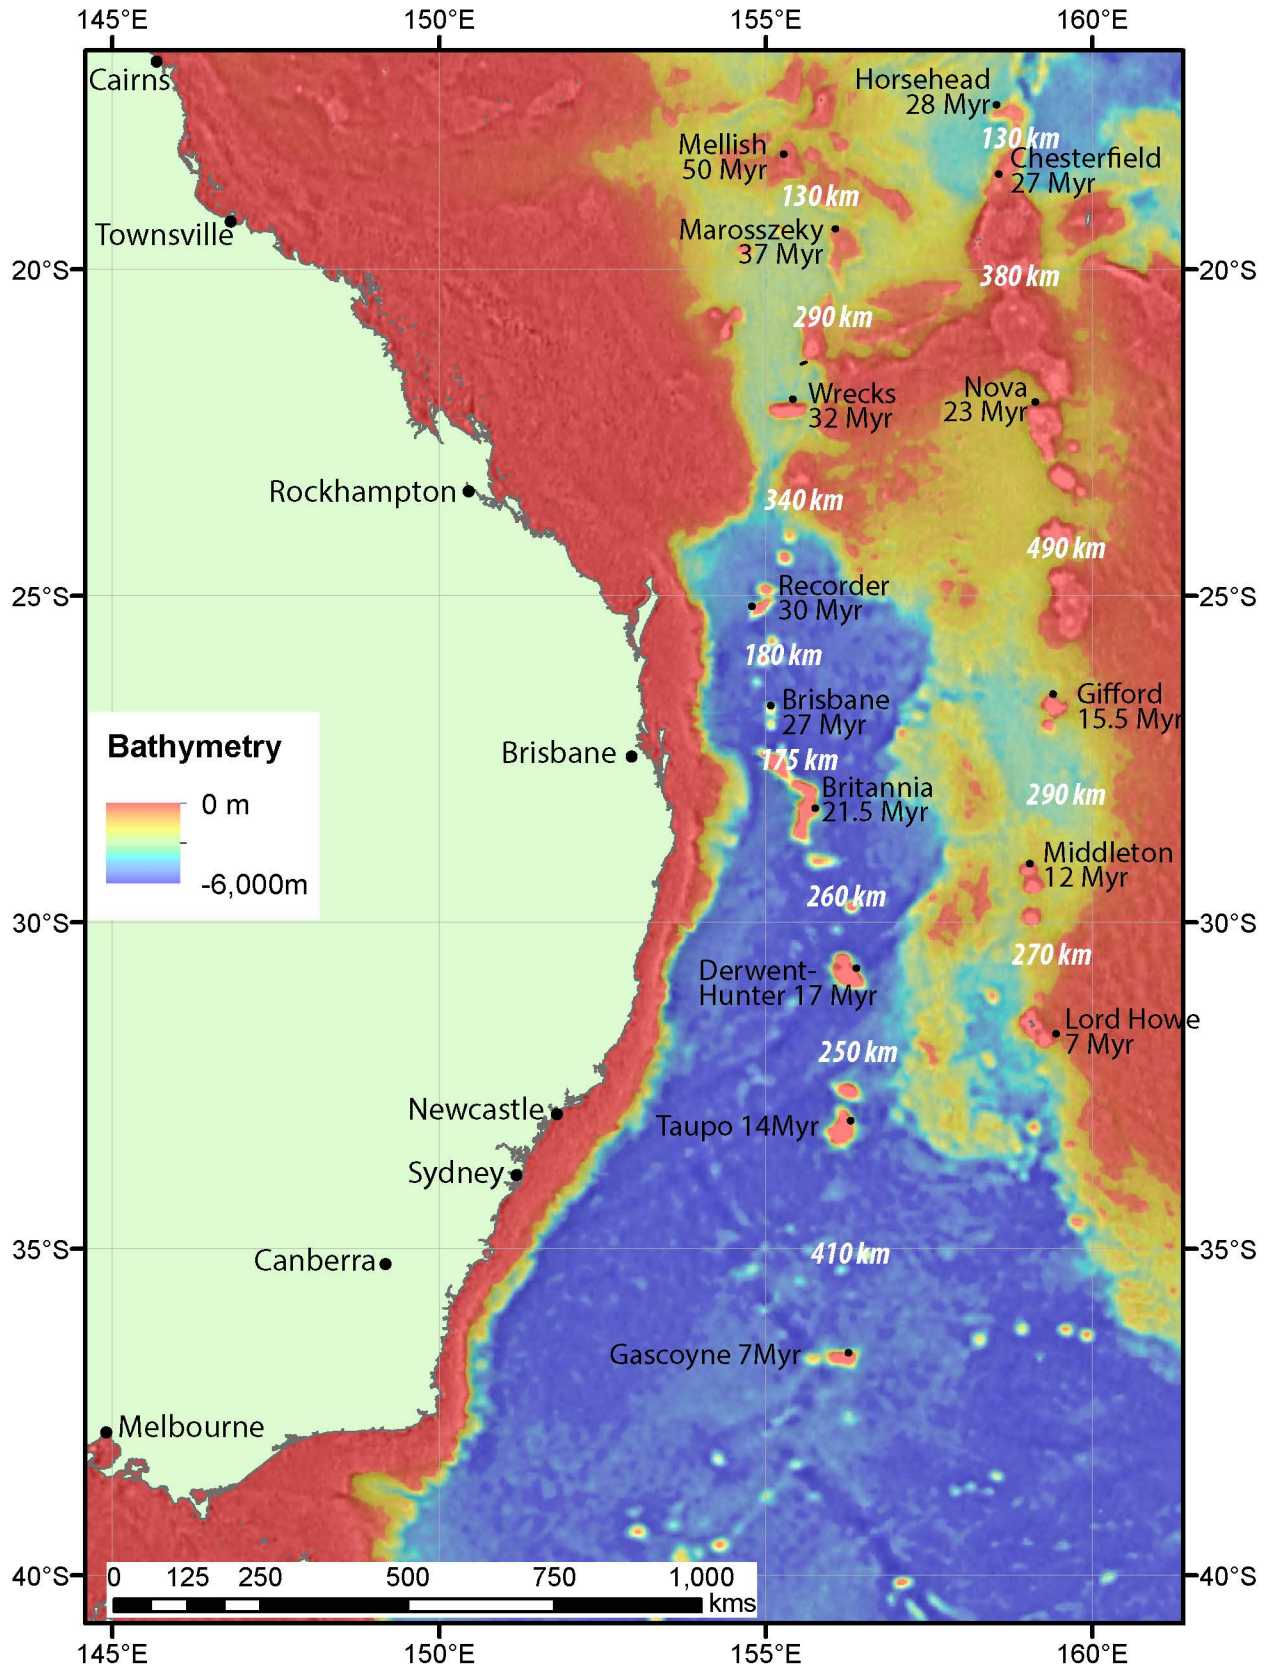 145°E 150°E 155°E 160°E
Cairns
Horsehead
28 Myr
130 km
Mellish
50 Myr
Chesterfield
27 Myr
130 km
Townsville
Marosszeky
37 Myr
20°S 20°S
380 km
290 km
Wrecks
32 Myr
Nova
23 Myr
Rockhampton
340 km
490 km
25°S 25°S
Recorder
30 Myr
180 km
Brisbane
27 Myr
Gifford
15.5 Myr
Bathymetry
0 m
-6,000m
Brisbane
175 km
Britannia
21.5 Myr
290 km
Middleton
12 Myr
260 km
30°S 30°S
270 km
Derwent-
Hunter 17 Myr
Lord Howe
7 Myr
250 km
Newcastle
Taupo 14Myr
Sydney
35°S 35°S
Canberra
410 km
Gascoyne 7Myr
Melbourne
40°S 40°S
0 125 250 500 750 1,000
kms
145°E 150°E 155°E 160°E